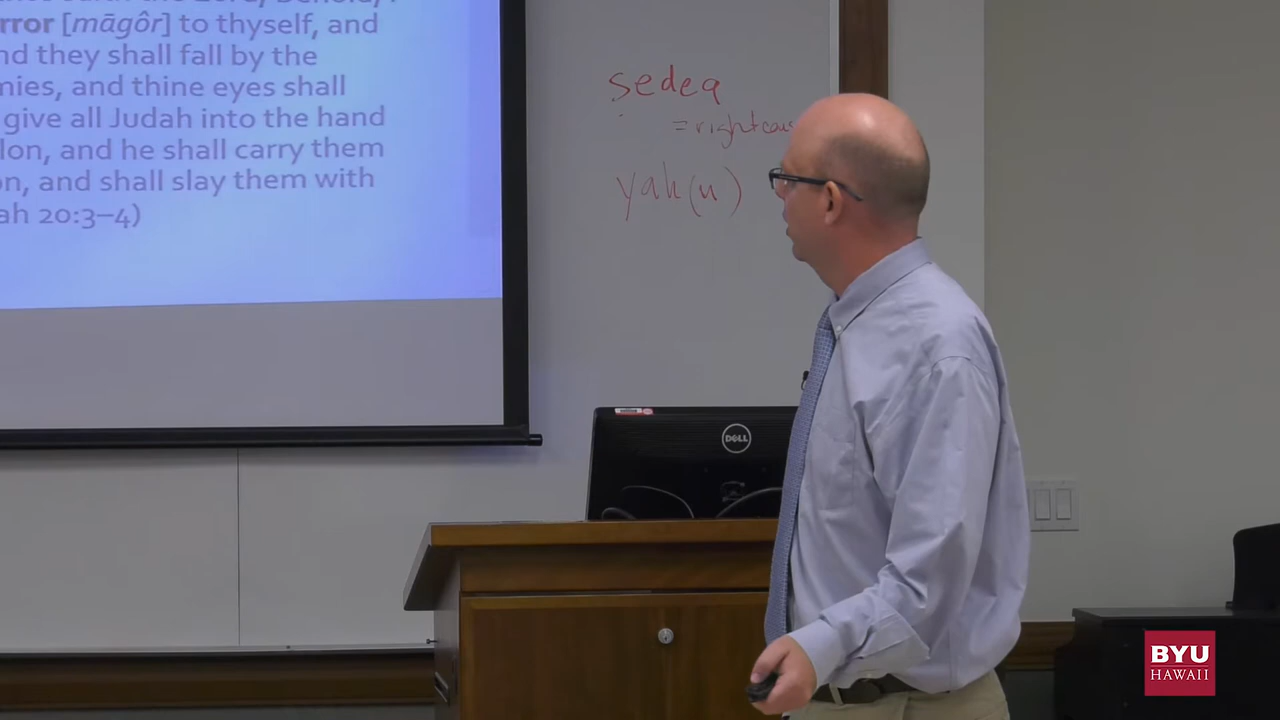 rror [māgôr] to thyself, and
nd they shall fall by the
mies, and thine eyes shall
give all Judah into the hand
lon, and he shall carry them
on, and shall slay them with
ah 20:3–4)
ṣedeq
= righteous
yah(u)
DELL
BYU
HAWAII